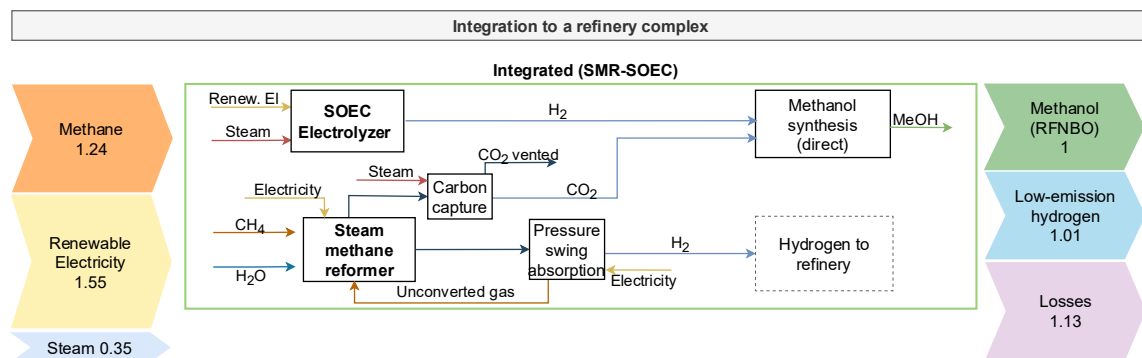 Integration to a refinery complex
Integrated (SMR-SOEC)
Methane
1.24
Renewable
Electricity
1.55
Steam 0.35
Renew. El
Steam
SOEC
Electrolyzer
H2
Methanol
synthesis
(direct)
MeOH
CO2 vented
Steam
Carbon
capture
CO2
Electricity
CH4
H2O
Steam
methane
reformer
Pressure
swing
absorption
H2
Electricity
Unconverted gas
Hydrogen to
refinery
Methanol
(RFNBO)
1
Low-emission
hydrogen
1.01
Losses
1.13